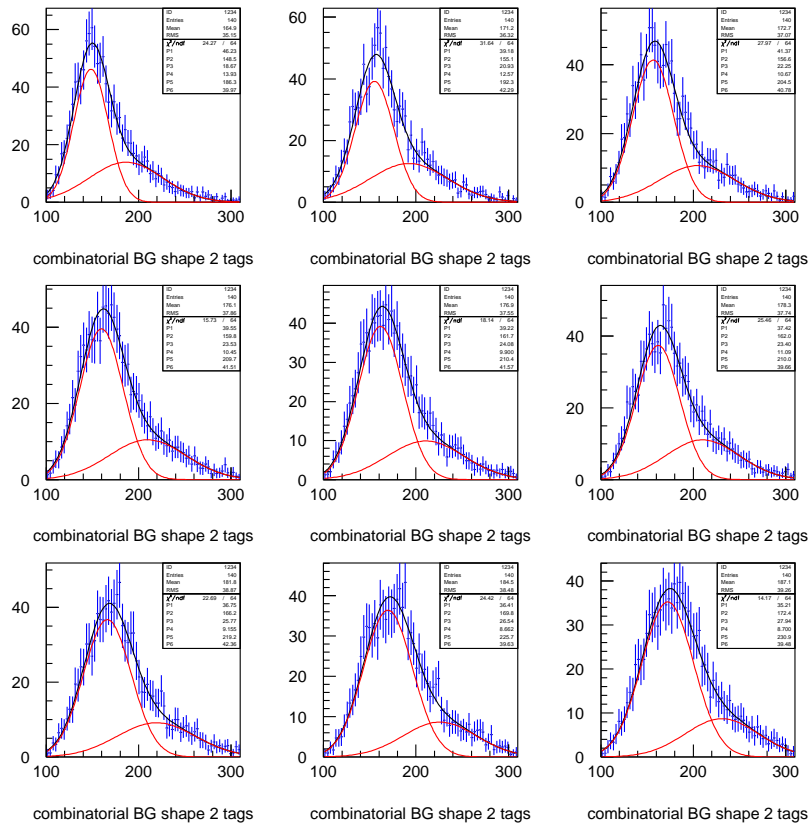 ID 1234
Entries 140
Mean 164.9
RMS 35.15
χ²/ndf 24.27 / 64
P1 46.23
P2 148.5
P3 18.67
P4 13.93
P5 186.3
P6 39.97
60
40
20
0
100 200 300
combinatorial BG shape 2 tags
ID 1234
Entries 140
Mean 171.2
RMS 36.32
χ²/ndf 31.64 / 64
P1 39.18
P2 155.1
P3 20.93
P4 12.57
P5 192.3
P6 42.29
60
40
20
0
100 200 300
combinatorial BG shape 2 tags
ID 1234
Entries 140
Mean 172.7
RMS 37.07
χ²/ndf 27.97 / 64
P1 41.37
P2 156.6
P3 22.25
P4 10.67
P5 204.5
P6 40.78
40
20
0
100 200 300
combinatorial BG shape 2 tags
ID 1234
Entries 140
Mean 176.1
RMS 37.86
χ²/ndf 15.73 / 64
P1 39.55
P2 159.8
P3 23.53
P4 10.45
P5 209.7
P6 41.51
40
20
0
100 200 300
combinatorial BG shape 2 tags
ID 1234
Entries 140
Mean 176.9
RMS 37.55
χ²/ndf 18.14 / 64
P1 39.22
P2 161.7
P3 24.08
P4 9.900
P5 210.4
P6 41.57
40
30
20
10
0
100 200 300
combinatorial BG shape 2 tags
ID 1234
Entries 140
Mean 178.3
RMS 37.74
χ²/ndf 25.46 / 64
P1 37.42
P2 162.0
P3 23.40
P4 11.09
P5 210.0
P6 39.66
40
20
0
100 200 300
combinatorial BG shape 2 tags
ID 1234
Entries 140
Mean 181.8
RMS 38.87
χ²/ndf 22.69 / 64
P1 36.75
P2 166.2
P3 25.77
P4 9.155
P5 219.2
P6 42.36
40
20
0
100 200 300
combinatorial BG shape 2 tags
ID 1234
Entries 140
Mean 184.5
RMS 38.48
χ²/ndf 24.42 / 64
P1 36.41
P2 169.8
P3 26.54
P4 8.662
P5 225.7
P6 39.63
40
30
20
10
0
100 200 300
combinatorial BG shape 2 tags
ID 1234
Entries 140
Mean 187.1
RMS 39.26
χ²/ndf 14.17 / 64
P1 35.21
P2 172.4
P3 27.94
P4 8.700
P5 230.9
P6 39.48
40
30
20
10
0
100 200 300
combinatorial BG shape 2 tags